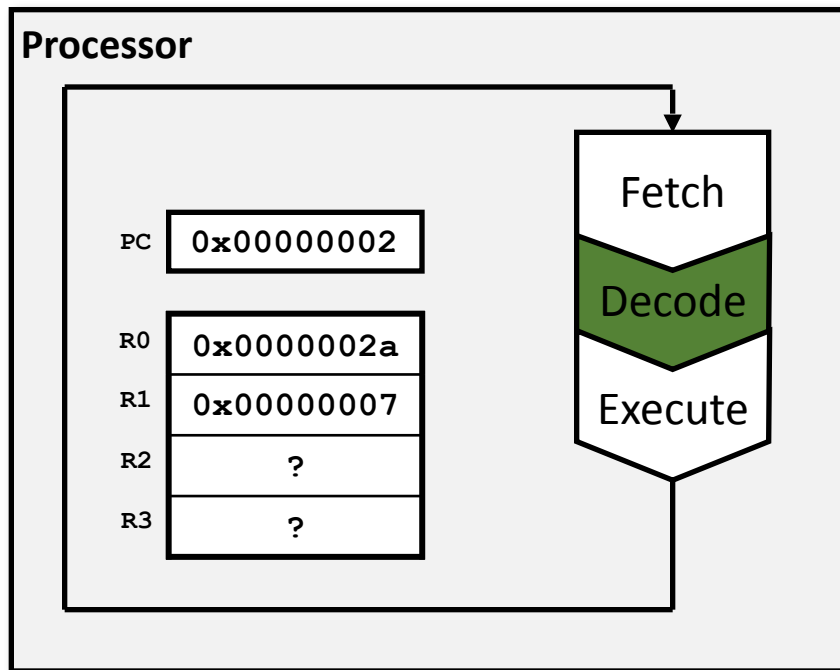 Processor
PC 0x00000002
R0 0x0000002a
R1 0x00000007
R2 ?
R3 ?
Fetch
Decode
Execute